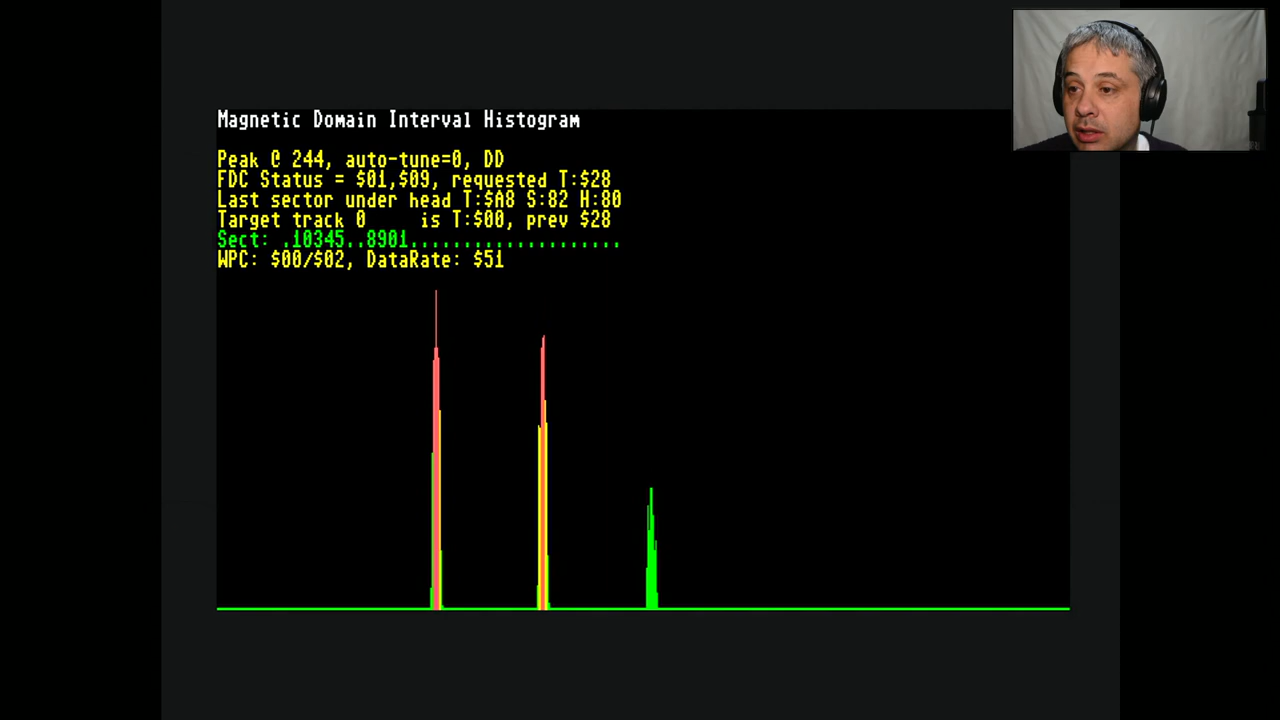 Magnetic Domain Interval Histogram
Peak @ 244, auto-tune=0, DD
FDC Status = $01,$09, requested T:$28
Last sector under head T:$A8 S:82 H:80
Target track 0 is T:$00, prev $28
Sect: .10345..8901....................
WPC: $00/$02, DataRate: $51